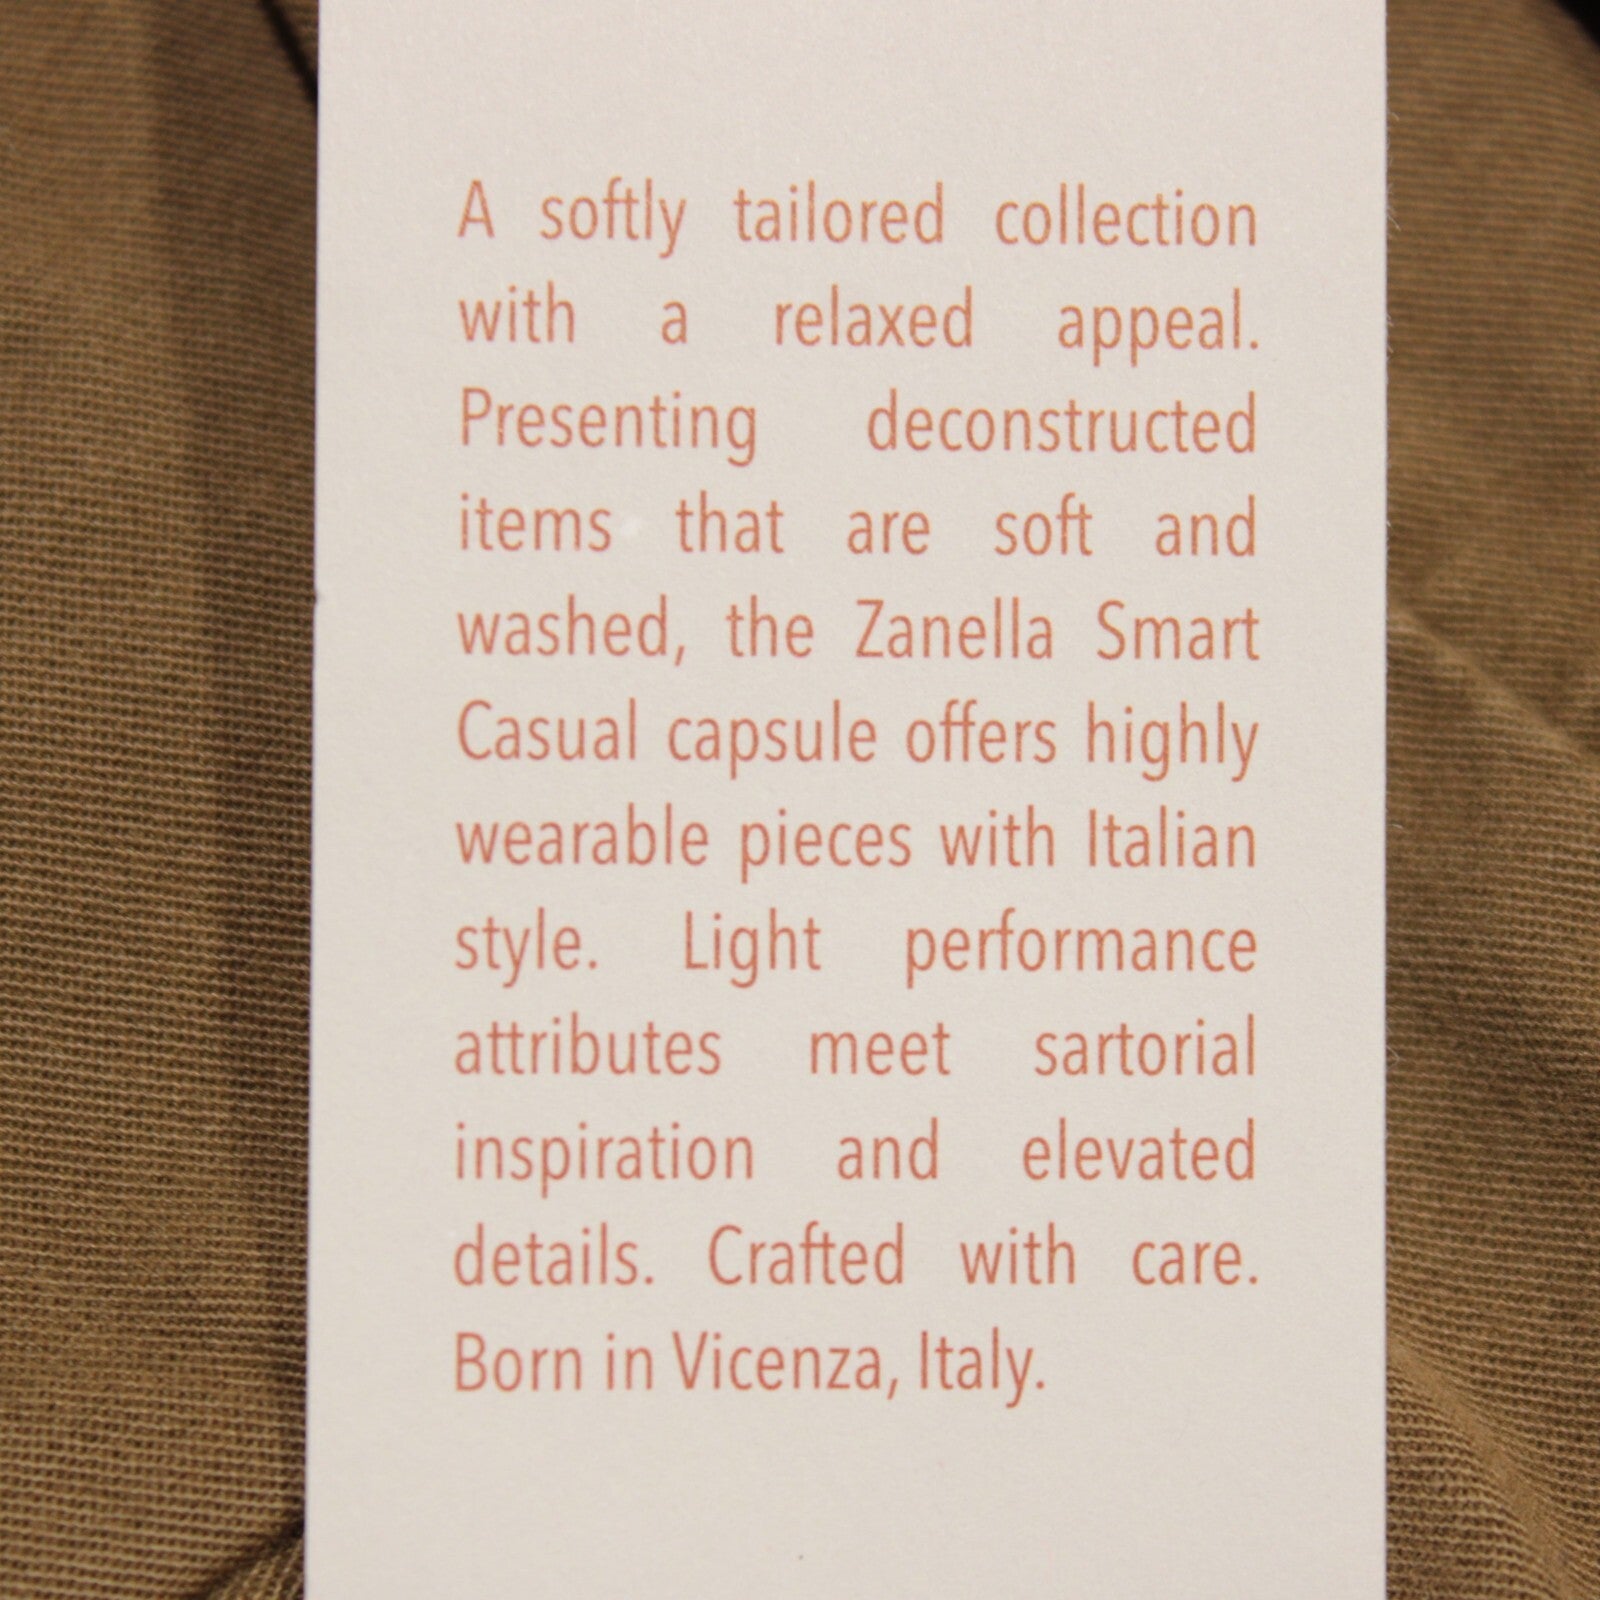 A softly tailored collection
with a relaxed appeal.
Presenting deconstructed
items that are soft and
washed, the Zanella Smart
Casual capsule offers highly
wearable pieces with Italian
style. Light performance
attributes meet sartorial
inspiration and elevated
details. Crafted with care.
Born in Vicenza, Italy.